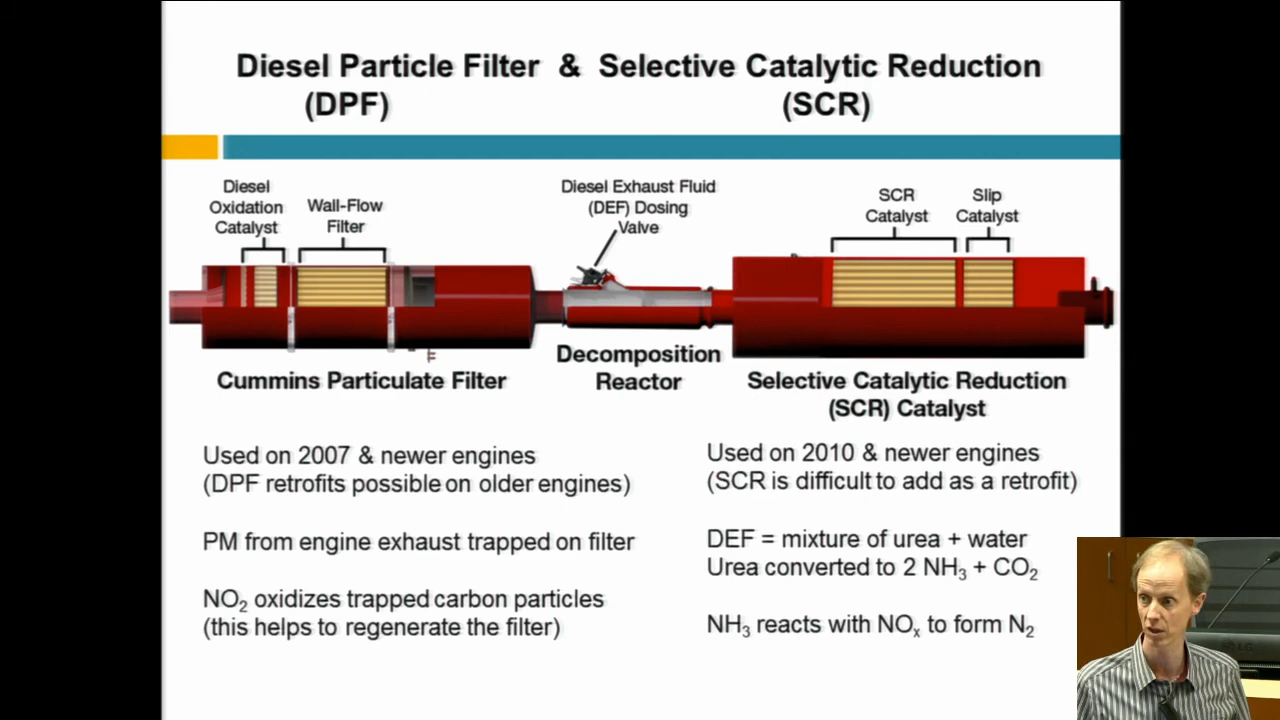 Diesel Particle Filter & Selective Catalytic Reduction
(DPF) (SCR)
Diesel
Oxidation
Catalyst
Wall-Flow
Filter
Diesel Exhaust Fluid
(DEF) Dosing
Valve
SCR
Catalyst
Slip
Catalyst
Cummins Particulate Filter
Decomposition
Reactor
Selective Catalytic Reduction
(SCR) Catalyst
Used on 2007 & newer engines
(DPF retrofits possible on older engines)
PM from engine exhaust trapped on filter
NO₂ oxidizes trapped carbon particles
(this helps to regenerate the filter)
Used on 2010 & newer engines
(SCR is difficult to add as a retrofit)
DEF = mixture of urea + water
Urea converted to 2 NH₃ + CO₂
NH₃ reacts with NOₓ to form N₂
LG